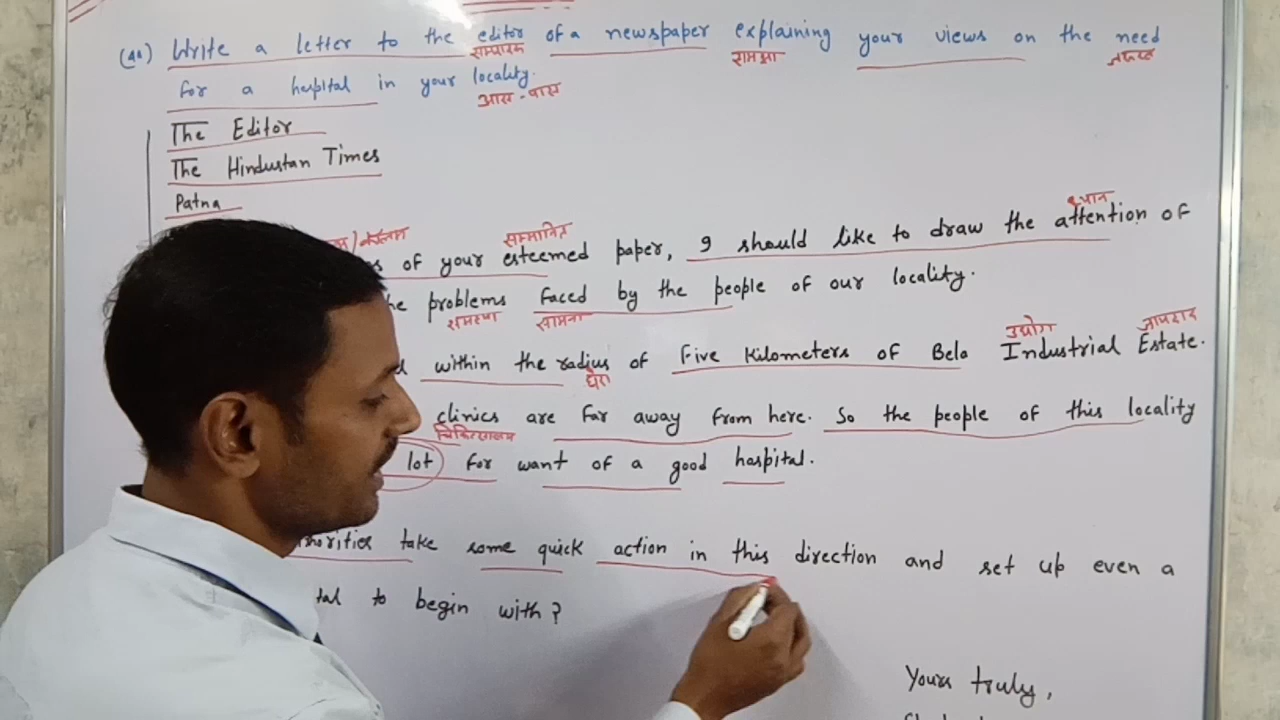 Write a letter to the editor of a newspaper explaining your views on the need
सम्पादक समझा जरूरत
for a hospital in your locality.
आस-पास
The Editor
The Hindustan Times
Patna
कॉलम सम्मानित ध्यान
of your esteemed paper, I should like to draw the attention of
problems faced by the people of our locality.
समस्या सामना उद्योग जायदाद
within the radius of Five Kilometers of Bela Industrial Estate.
घेरा
clinics are far away from here. So the people of this locality
चिकित्सालय
lot for want of a good hospital.
take some quick action in this direction and set up even a
to begin with?
Yours truly,